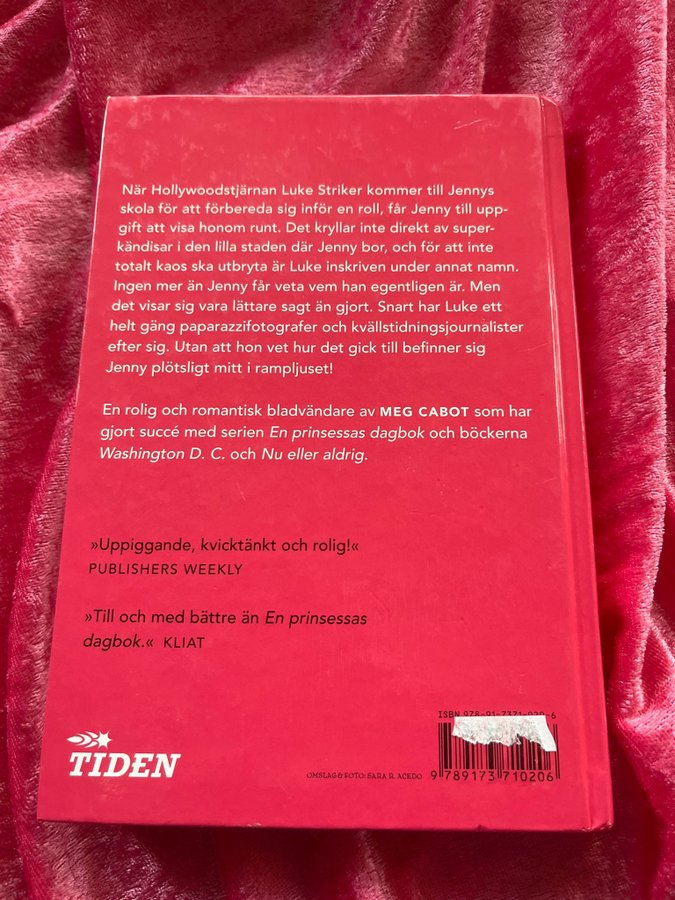 När Hollywoodstjärnan Luke Striker kommer till Jennys
skola för att förbereda sig inför en roll, får Jenny till upp-
gift att visa honom runt. Det kryllar inte direkt av super-
kändisar i den lilla staden där Jenny bor, och för att inte
totalt kaos ska utbryta är Luke inskriven under annat namn.
Ingen mer än Jenny får veta vem han egentligen är. Men
det visar sig vara lättare sagt än gjort. Snart har Luke ett
helt gäng paparazzifotografer och kvällstidningsjournalister
efter sig. Utan att hon vet hur det gick till befinner sig
Jenny plötsligt mitt i rampljuset!
En rolig och romantisk bladvändare av MEG CABOT som har
gjort succé med serien En prinsessas dagbok och böckerna
Washington D. C. och Nu eller aldrig.
»Uppiggande, kvicktänkt och rolig!«
PUBLISHERS WEEKLY
»Till och med bättre än En prinsessas
dagbok.« KLIAT
ISBN 978-91-7371-020-6
TIDEN
OMSLAG & FOTO: SARA R. ACEDO
9 789173 710206